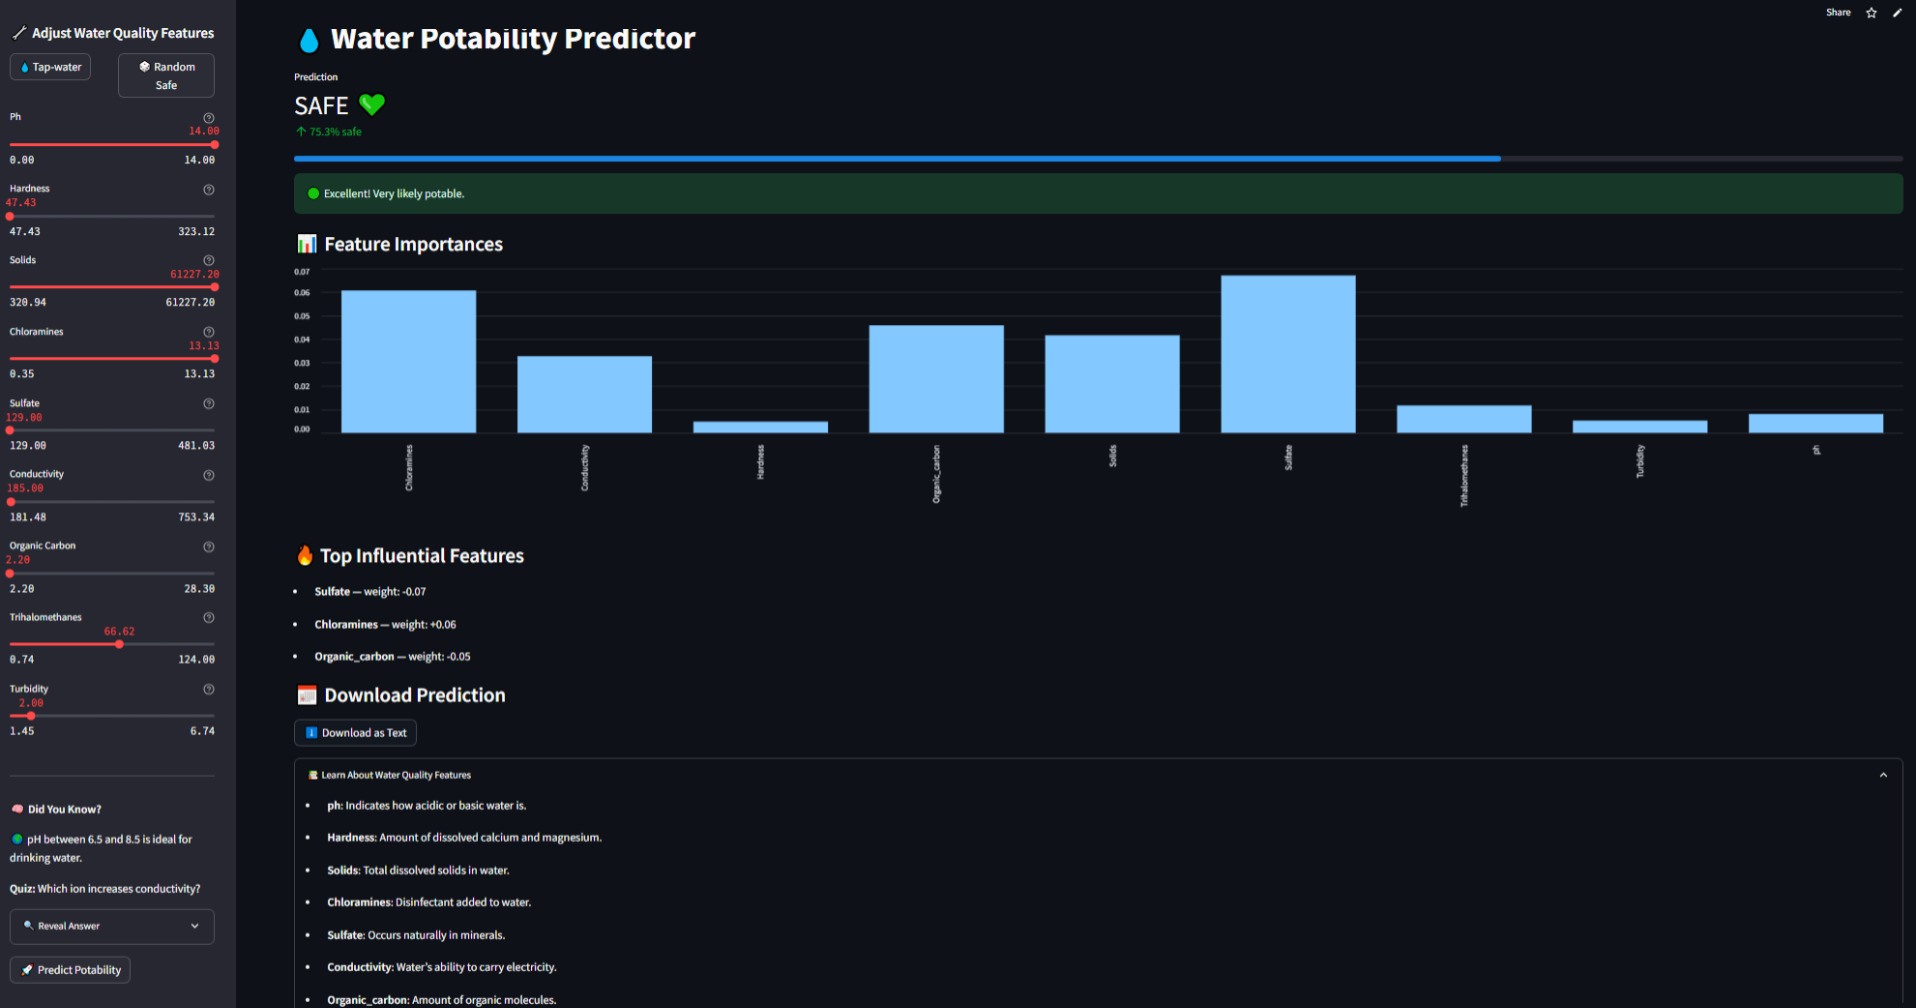 Share
Adjust Water Quality Features
Tap-water
Random
Safe
Ph
14.00
0.00 14.00
Hardness
47.43
47.43 323.12
Solids
61227.20
320.94 61227.20
Chloramines
13.13
0.35 13.13
Sulfate
129.00
129.00 481.03
Conductivity
185.00
181.48 753.34
Organic Carbon
2.20
2.20 28.30
Trihalomethanes
66.62
0.74 124.00
Turbidity
2.00
1.45 6.74
Did You Know?
pH between 6.5 and 8.5 is ideal for
drinking water.
Quiz: Which ion increases conductivity?
Reveal Answer
Predict Potability
Water Potability Predictor
Prediction
SAFE
↑ 75.3% safe
Excellent! Very likely potable.
Feature Importances
0.07
0.06
0.05
0.04
0.03
0.02
0.01
0.00
Chloramines
Conductivity
Hardness
Organic_carbon
Solids
Sulfate
Trihalomethanes
Turbidity
ph
Top Influential Features
• Sulfate — weight: -0.07
• Chloramines — weight: +0.06
• Organic_carbon — weight: -0.05
Download Prediction
Download as Text
Learn About Water Quality Features
• ph: Indicates how acidic or basic water is.
• Hardness: Amount of dissolved calcium and magnesium.
• Solids: Total dissolved solids in water.
• Chloramines: Disinfectant added to water.
• Sulfate: Occurs naturally in minerals.
• Conductivity: Water's ability to carry electricity.
• Organic_carbon: Amount of organic molecules.